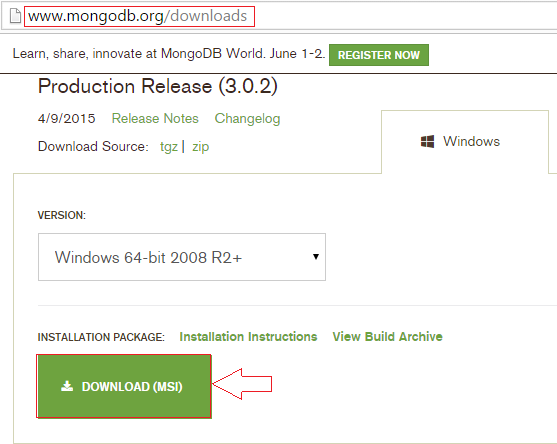 www.mongodb.org/downloads
Learn, share, innovate at MongoDB World. June 1-2. REGISTER NOW
Production Release (3.0.2)
4/9/2015 Release Notes Changelog
Download Source: tgz | zip
Windows
VERSION:
Windows 64-bit 2008 R2+
INSTALLATION PACKAGE: Installation Instructions View Build Archive
DOWNLOAD (MSI)